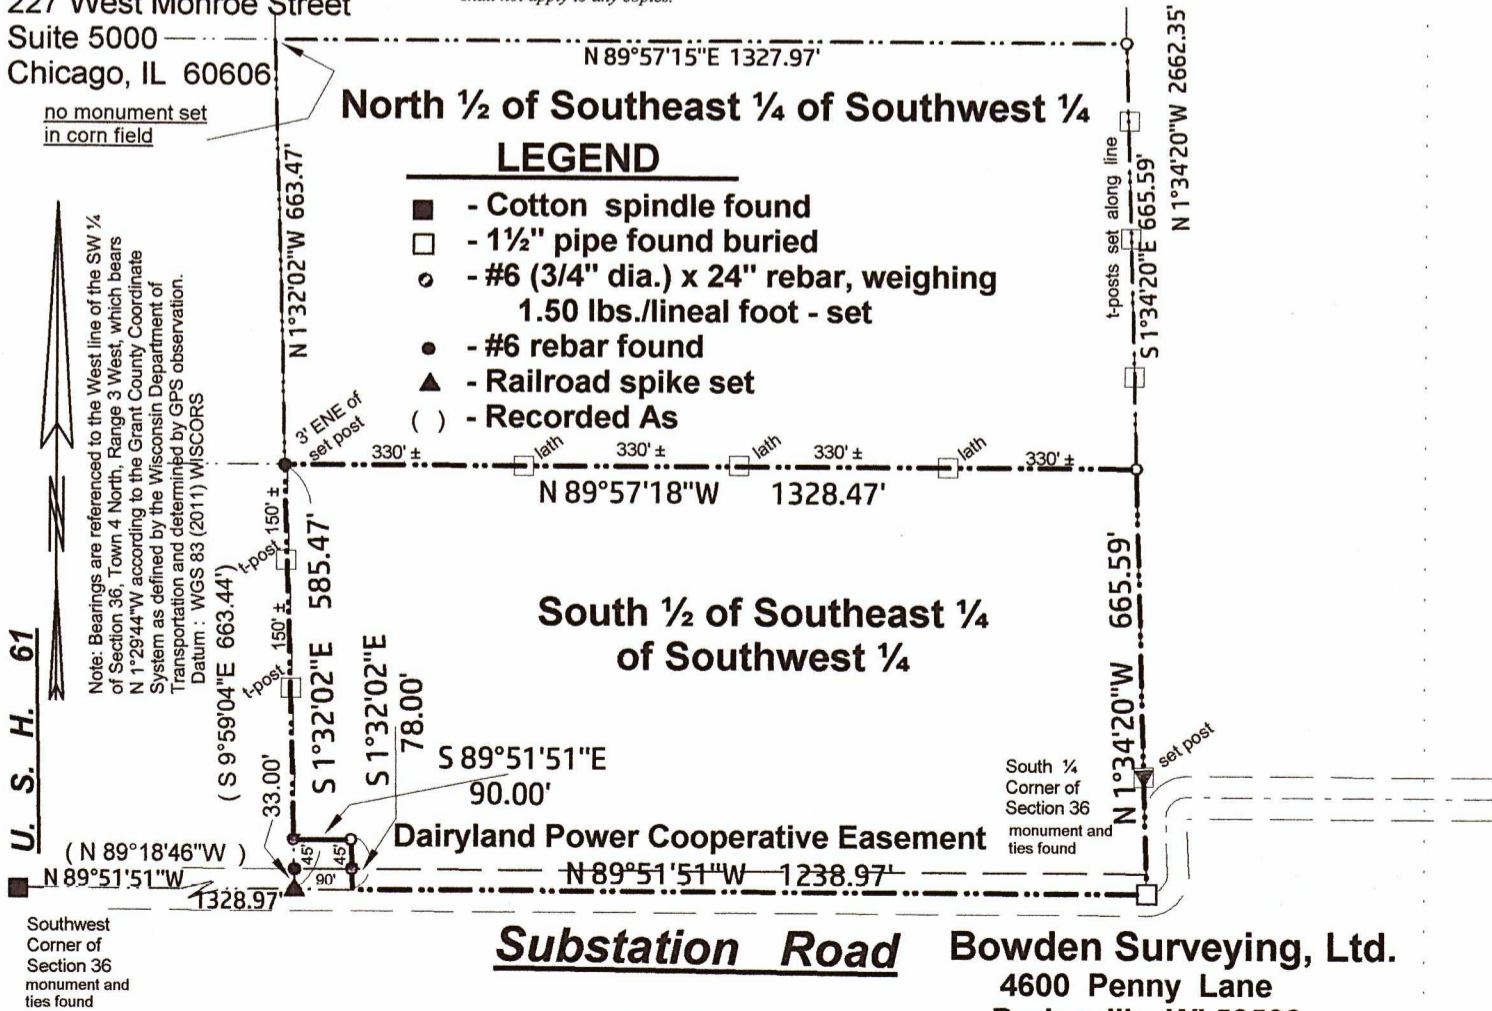 227 West Monroe Street
shall not apply to any copies.
Suite 5000
Chicago, IL 60606
no monument set
in corn field
N 89°57'15"E 1327.97'
North ½ of Southeast ¼ of Southwest ¼
N 1°34'20"W 2662.35'
LEGEND
- Cotton spindle found
- 1½" pipe found buried
- #6 (3/4" dia.) x 24" rebar, weighing
1.50 lbs./lineal foot - set
- #6 rebar found
- Railroad spike set
( ) - Recorded As
N 1°32'02"W 663.47'
t-posts set along line
S 1°34'20"E 665.59'
Note: Bearings are referenced to the West line of the SW ¼
of Section 36, Town 4 North, Range 3 West, which bears
N 1°29'44"W according to the Grant County Coordinate
System as defined by the Wisconsin Department of
Transportation and determined by GPS observation.
Datum : WGS 83 (2011) WISCORS
N
3' ENE of
set post
330' ±
lath
330' ±
lath
330' ±
lath
330' ±
N 89°57'18"W 1328.47'
150' ±
t-post
150' ±
t-post
( S 9°59'04"E 663.44')
S 1°32'02"E 585.47'
S 1°32'02"E
78.00'
South ½ of Southeast ¼
of Southwest ¼
N 1°34'20"W 665.59'
set post
U. S. H. 61
33.00'
S 89°51'51"E
90.00'
South ¼
Corner of
Section 36
monument and
ties found
45'
45'
90'
Dairyland Power Cooperative Easement
( N 89°18'46"W )
N 89°51'51"W
1328.97'
N 89°51'51"W 1238.97'
Southwest
Corner of
Section 36
monument and
ties found
Substation Road
Bowden Surveying, Ltd.
4600 Penny Lane